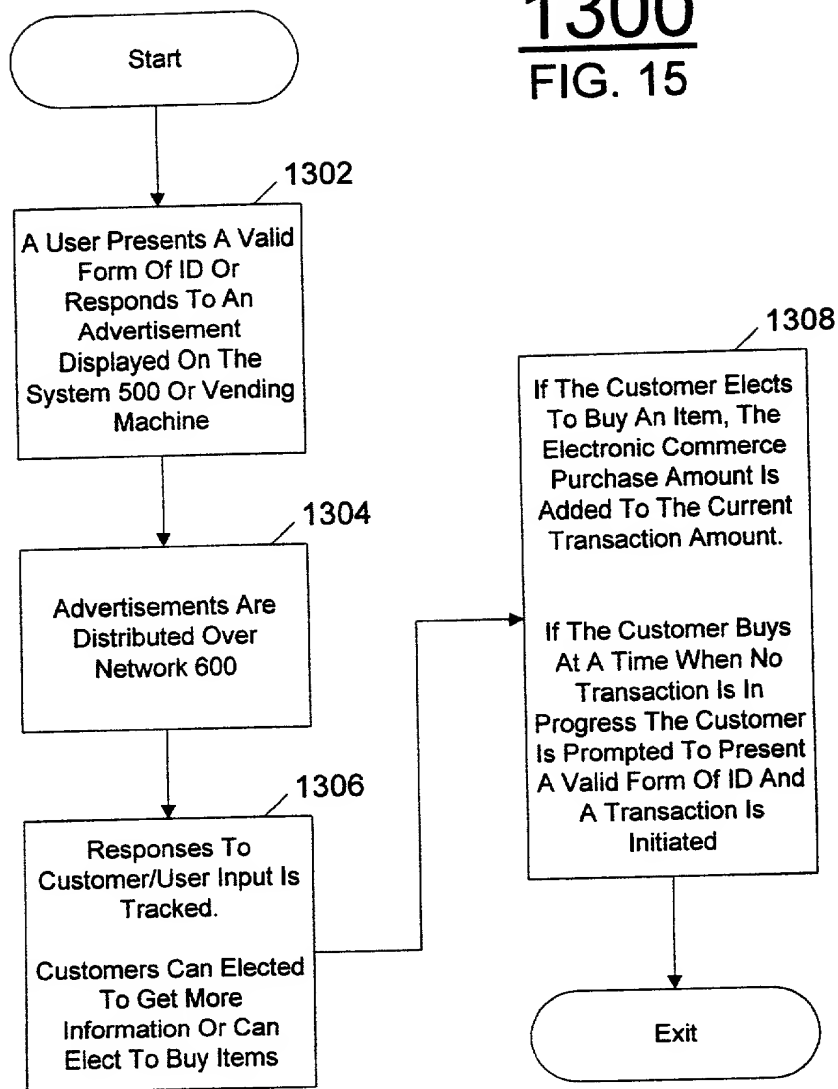 1300
FIG. 15
Start
1302
A User Presents A Valid
Form Of ID Or
Responds To An
Advertisement
Displayed On The
System 500 Or Vending
Machine
1304
Advertisements Are
Distributed Over
Network 600
1306
Responses To
Customer/User Input Is
Tracked.
Customers Can Elected
To Get More
Information Or Can
Elect To Buy Items
1308
If The Customer Elects
To Buy An Item, The
Electronic Commerce
Purchase Amount Is
Added To The Current
Transaction Amount.
If The Customer Buys
At A Time When No
Transaction Is In
Progress The Customer
Is Prompted To Present
A Valid Form Of ID And
A Transaction Is
Initiated
Exit